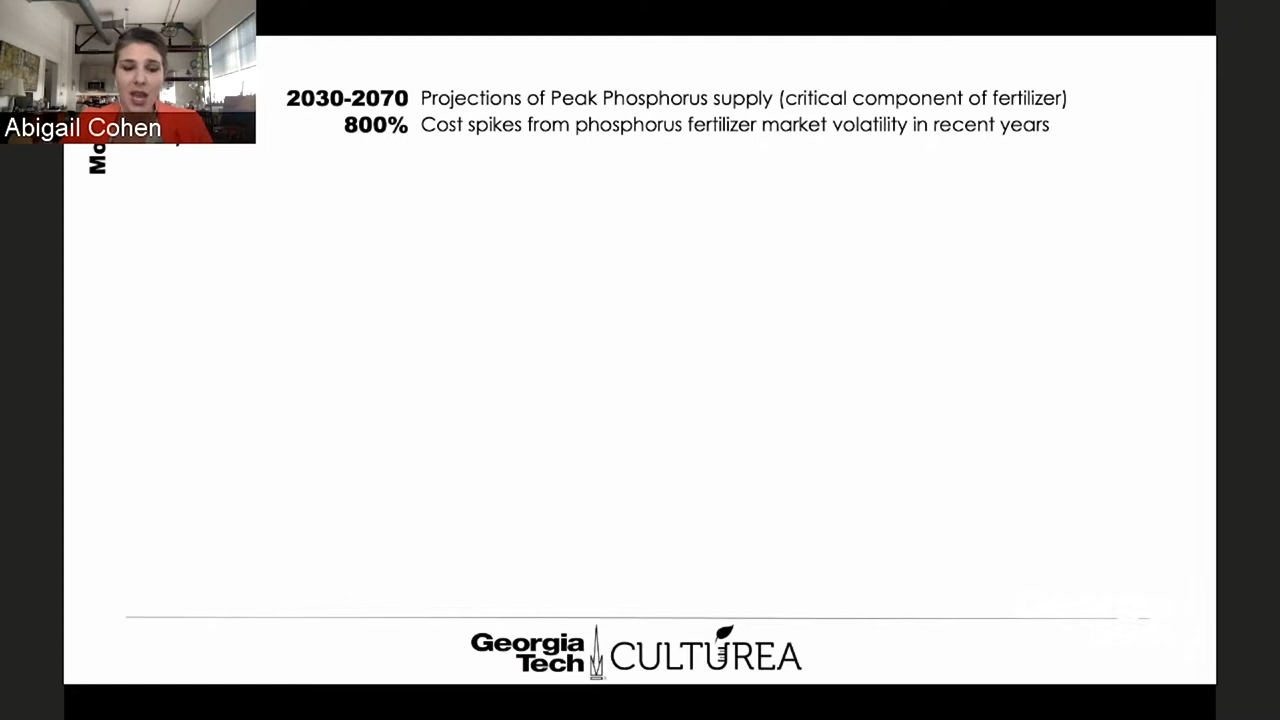 Abigail Cohen
2030-2070 Projections of Peak Phosphorus supply (critical component of fertilizer)
800% Cost spikes from phosphorus fertilizer market volatility in recent years
Georgia
Tech
CULTUREA